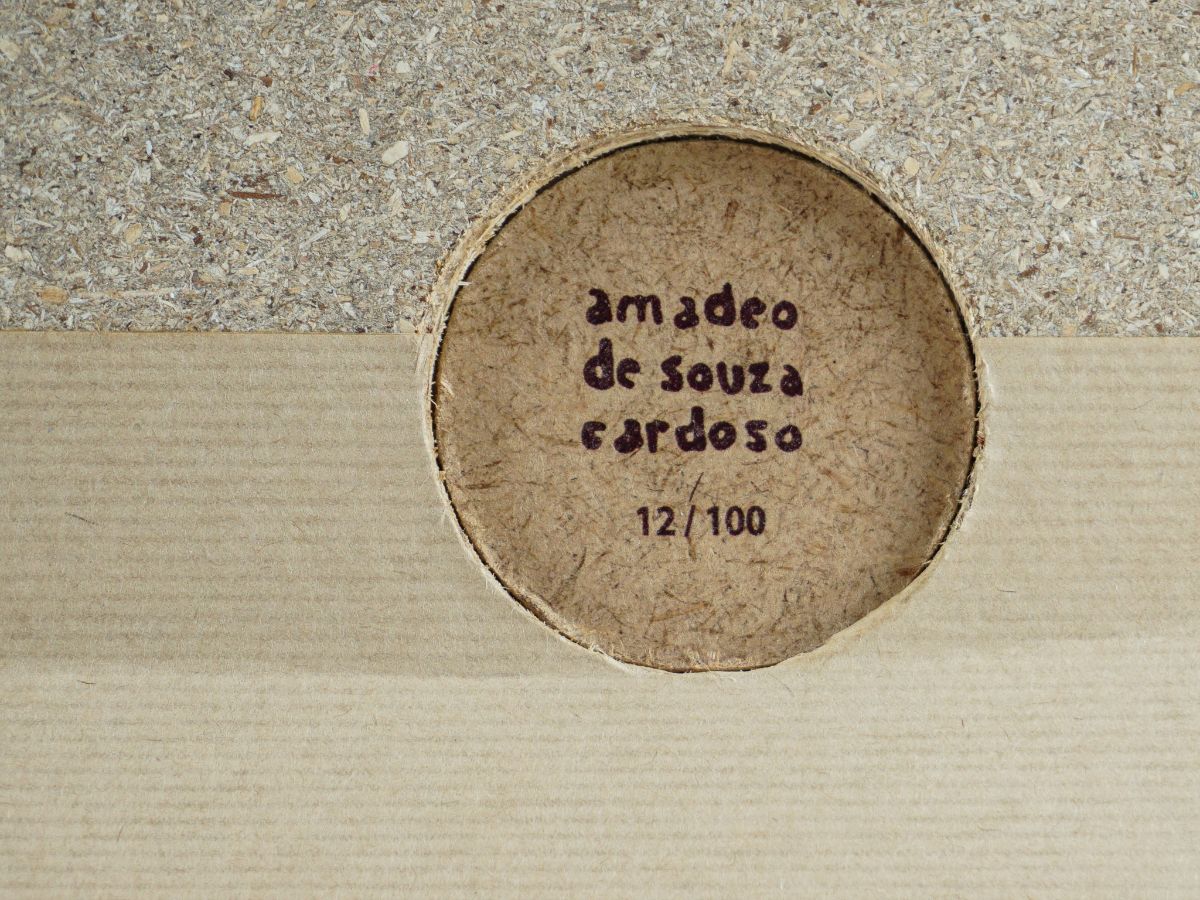 amadeo
de souza
cardoso
12 / 100